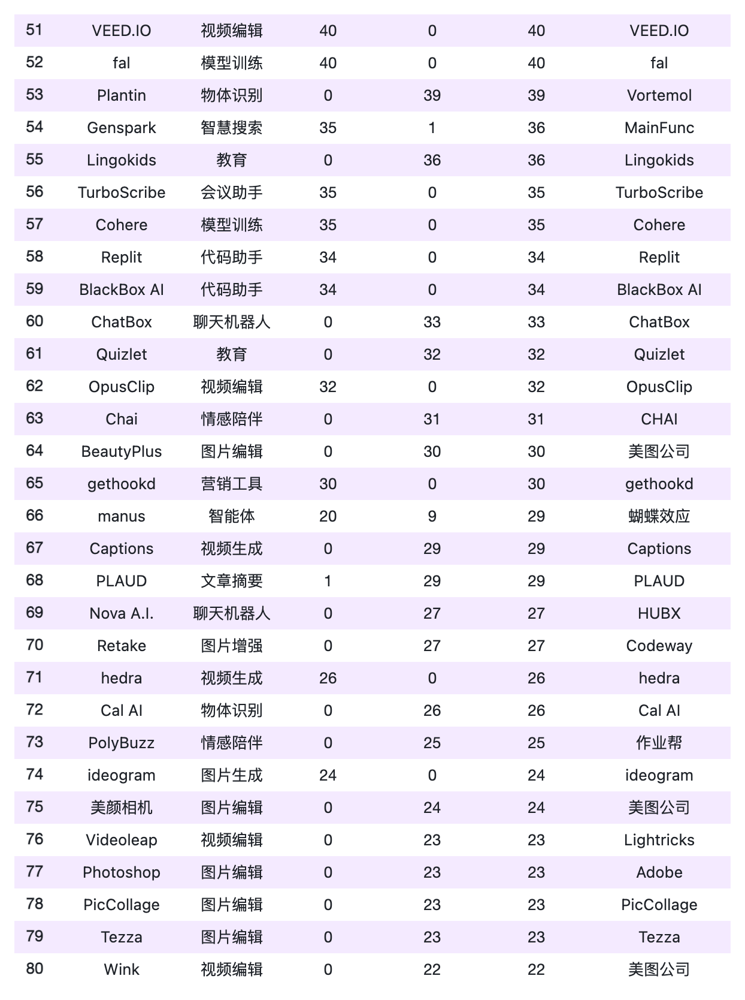 51 VEED.IO 视频编辑 40 0 40 VEED.IO
52 fal 模型训练 40 0 40 fal
53 Plantin 物体识别 0 39 39 Vortemol
54 Genspark 智慧搜索 35 1 36 MainFunc
55 Lingokids 教育 0 36 36 Lingokids
56 TurboScribe 会议助手 35 0 35 TurboScribe
57 Cohere 模型训练 35 0 35 Cohere
58 Replit 代码助手 34 0 34 Replit
59 BlackBox AI 代码助手 34 0 34 BlackBox AI
60 ChatBox 聊天机器人 0 33 33 ChatBox
61 Quizlet 教育 0 32 32 Quizlet
62 OpusClip 视频编辑 32 0 32 OpusClip
63 Chai 情感陪伴 0 31 31 CHAI
64 BeautyPlus 图片编辑 0 30 30 美图公司
65 gethookd 营销工具 30 0 30 gethookd
66 manus 智能体 20 9 29 蝴蝶效应
67 Captions 视频生成 0 29 29 Captions
68 PLAUD 文章摘要 1 29 29 PLAUD
69 Nova A.I. 聊天机器人 0 27 27 HUBX
70 Retake 图片增强 0 27 27 Codeway
71 hedra 视频生成 26 0 26 hedra
72 Cal AI 物体识别 0 26 26 Cal AI
73 PolyBuzz 情感陪伴 0 25 25 作业帮
74 ideogram 图片生成 24 0 24 ideogram
75 美颜相机 图片编辑 0 24 24 美图公司
76 Videoleap 视频编辑 0 23 23 Lightricks
77 Photoshop 图片编辑 0 23 23 Adobe
78 PicCollage 图片编辑 0 23 23 PicCollage
79 Tezza 图片编辑 0 23 23 Tezza
80 Wink 视频编辑 0 22 22 美图公司